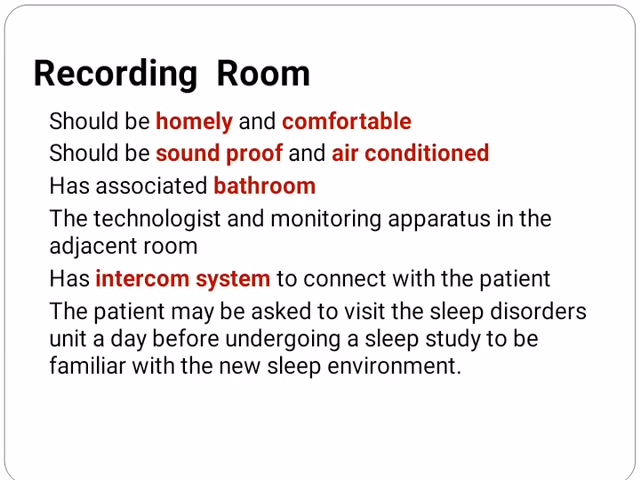 Recording Room
Should be homely and comfortable
Should be sound proof and air conditioned
Has associated bathroom
The technologist and monitoring apparatus in the
adjacent room
Has intercom system to connect with the patient
The patient may be asked to visit the sleep disorders
unit a day before undergoing a sleep study to be
familiar with the new sleep environment.